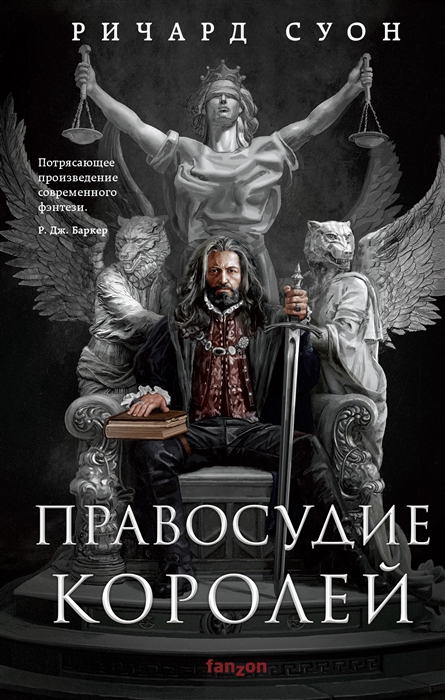 РИЧАРД СУОН
Потрясающее
произведение
современного
фэнтези.
Р. Дж. Баркер
ПРАВОСУДИЕ
КОРОЛЕЙ
fanzon